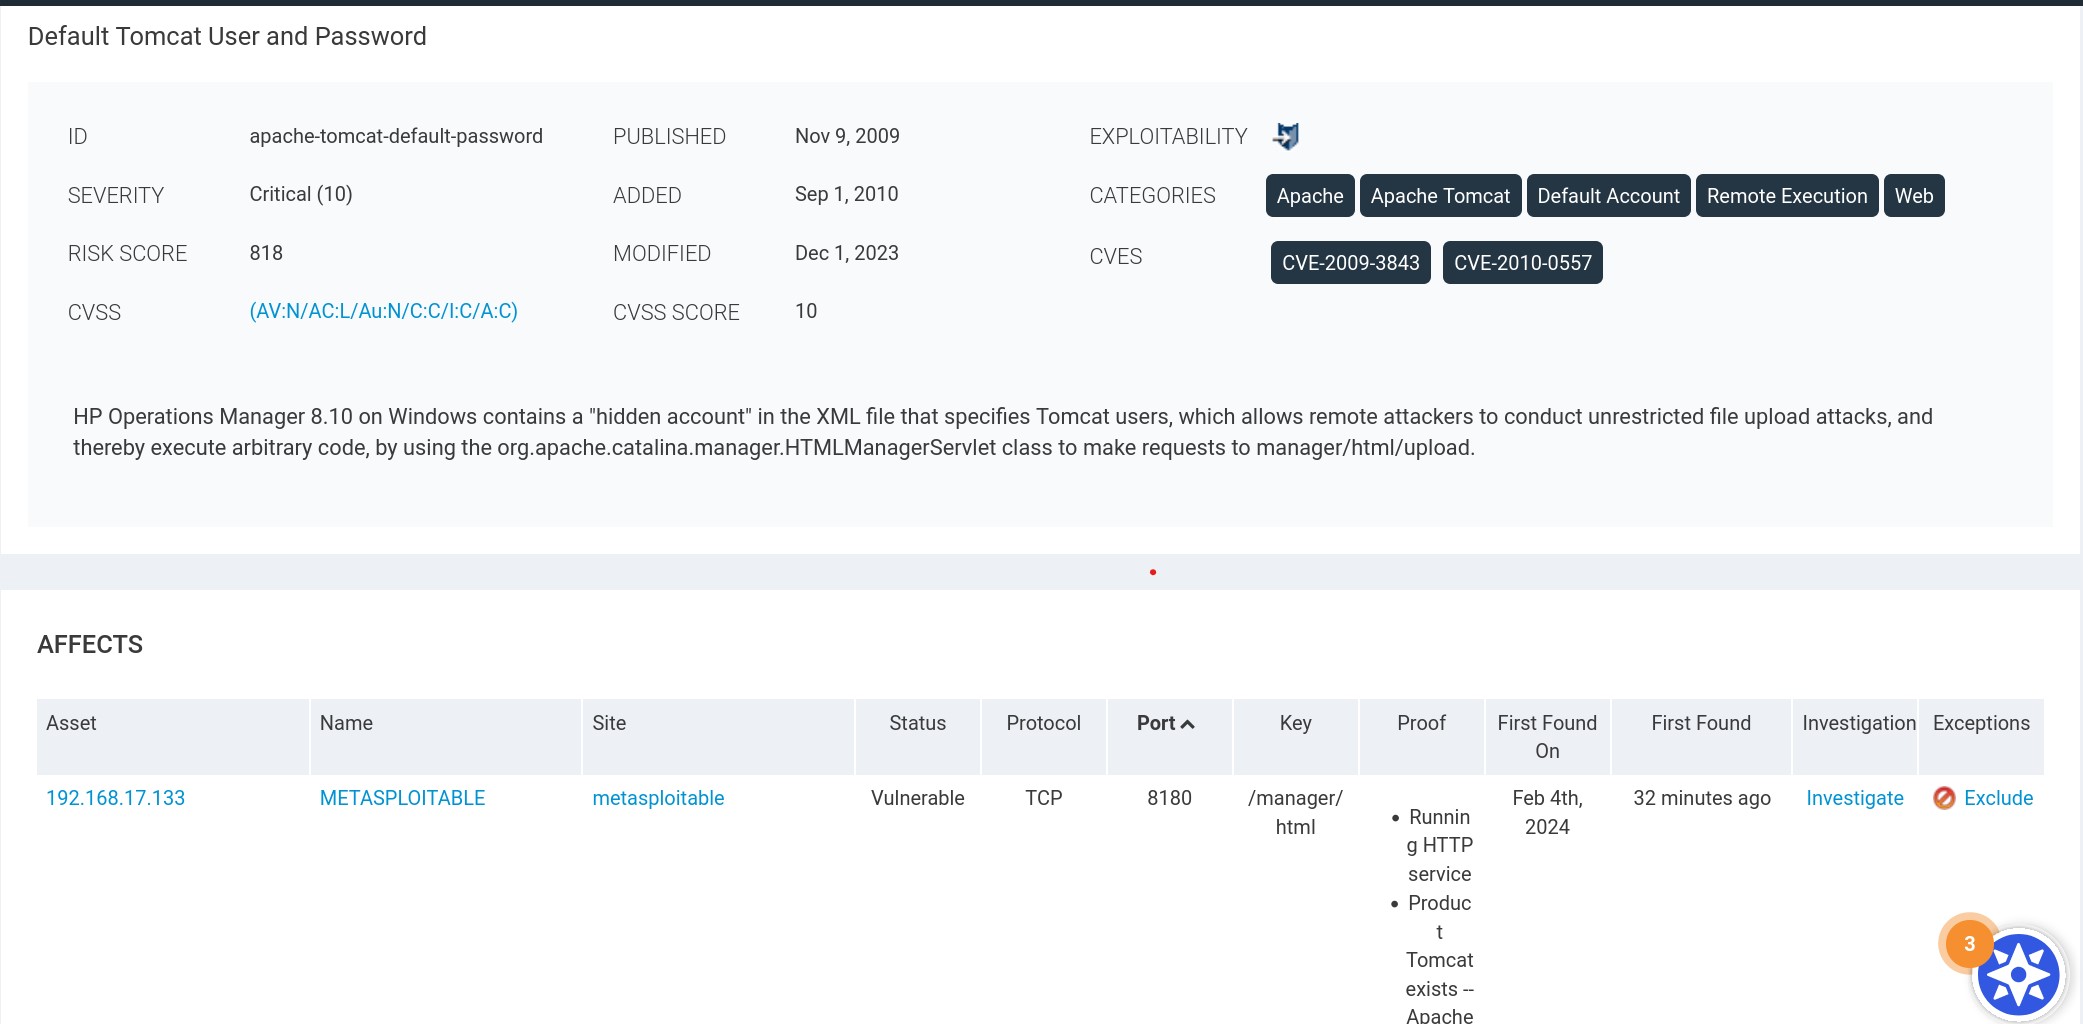 Default Tomcat User and Password
ID apache-tomcat-default-password PUBLISHED Nov 9, 2009 EXPLOITABILITY
SEVERITY Critical (10) ADDED Sep 1, 2010 CATEGORIES Apache Apache Tomcat Default Account Remote Execution Web
RISK SCORE 818 MODIFIED Dec 1, 2023 CVES CVE-2009-3843 CVE-2010-0557
CVSS (AV:N/AC:L/Au:N/C:C/I:C/A:C) CVSS SCORE 10
HP Operations Manager 8.10 on Windows contains a "hidden account" in the XML file that specifies Tomcat users, which allows remote attackers to conduct unrestricted file upload attacks, and
thereby execute arbitrary code, by using the org.apache.catalina.manager.HTMLManagerServlet class to make requests to manager/html/upload.
AFFECTS
Asset Name Site Status Protocol Port Key Proof First Found First Found Investigation Exceptions
On
192.168.17.133 METASPLOITABLE metasploitable Vulnerable TCP 8180 /manager/ Feb 4th, 32 minutes ago Investigate Exclude
html 2024
• Runnin
g HTTP
service
• Produc
t
Tomcat
exists --
Apache
3